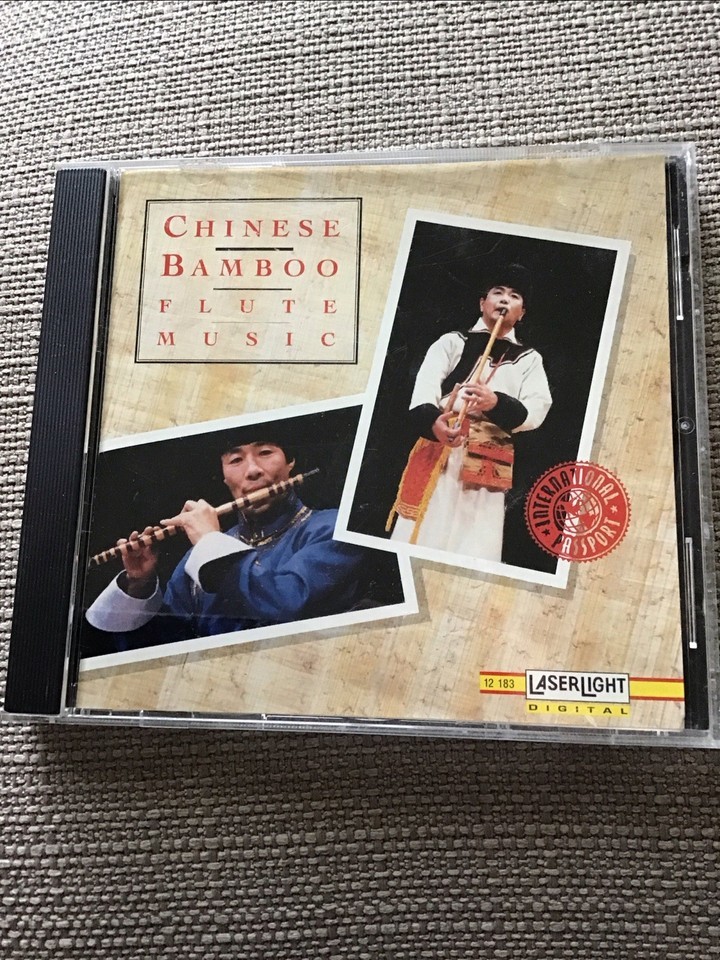 CHINESE
BAMBOO
FLUTE
MUSIC
INTERNATIONAL
PASSPORT
12 183
LASERLIGHT
DIGITAL